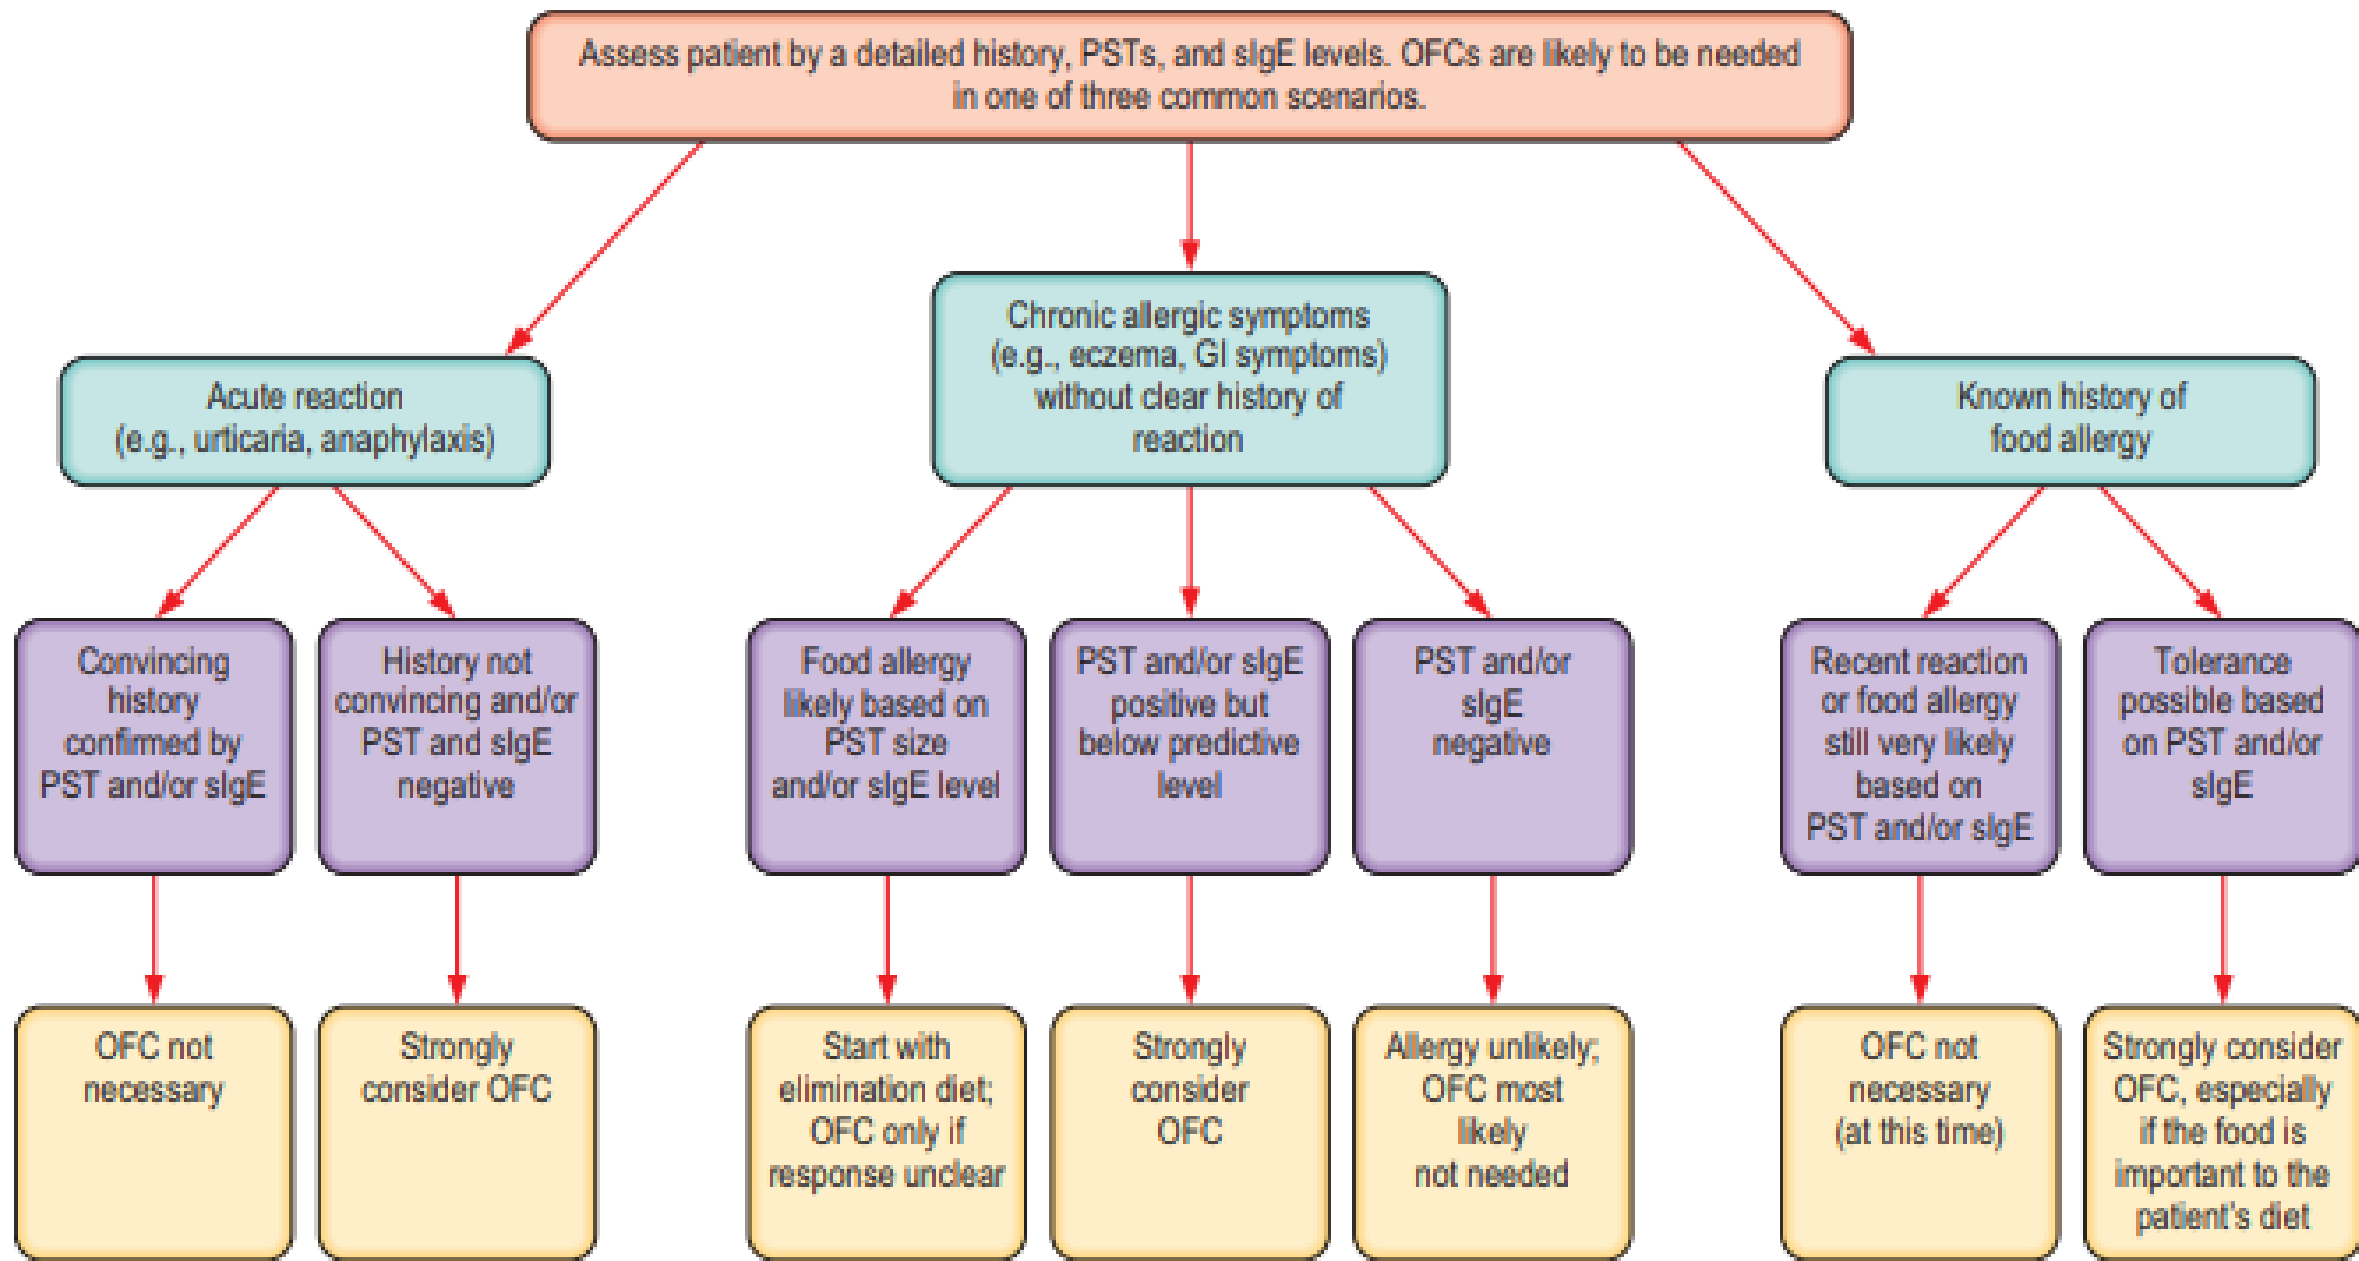 Assess patient by a detailed history, PSTs, and sIgE levels. OFCs are likely to be needed
in one of three common scenarios.
Acute reaction
(e.g., urticaria, anaphylaxis)
Chronic allergic symptoms
(e.g., eczema, GI symptoms)
without clear history of
reaction
Known history of
food allergy
Convincing
history
confirmed by
PST and/or sIgE
History not
convincing and/or
PST and sIgE
negative
Food allergy
likely based on
PST size
and/or sIgE level
PST and/or sIgE
positive but
below predictive
level
PST and/or
sIgE
negative
Recent reaction
or food allergy
still very likely
based on
PST and/or sIgE
Tolerance
possible based
on PST and/or
sIgE
OFC not
necessary
Strongly
consider OFC
Start with
elimination diet;
OFC only if
response unclear
Strongly
consider
OFC
Allergy unlikely;
OFC most
likely
not needed
OFC not
necessary
(at this time)
Strongly consider
OFC, especially
if the food is
important to the
patient's diet